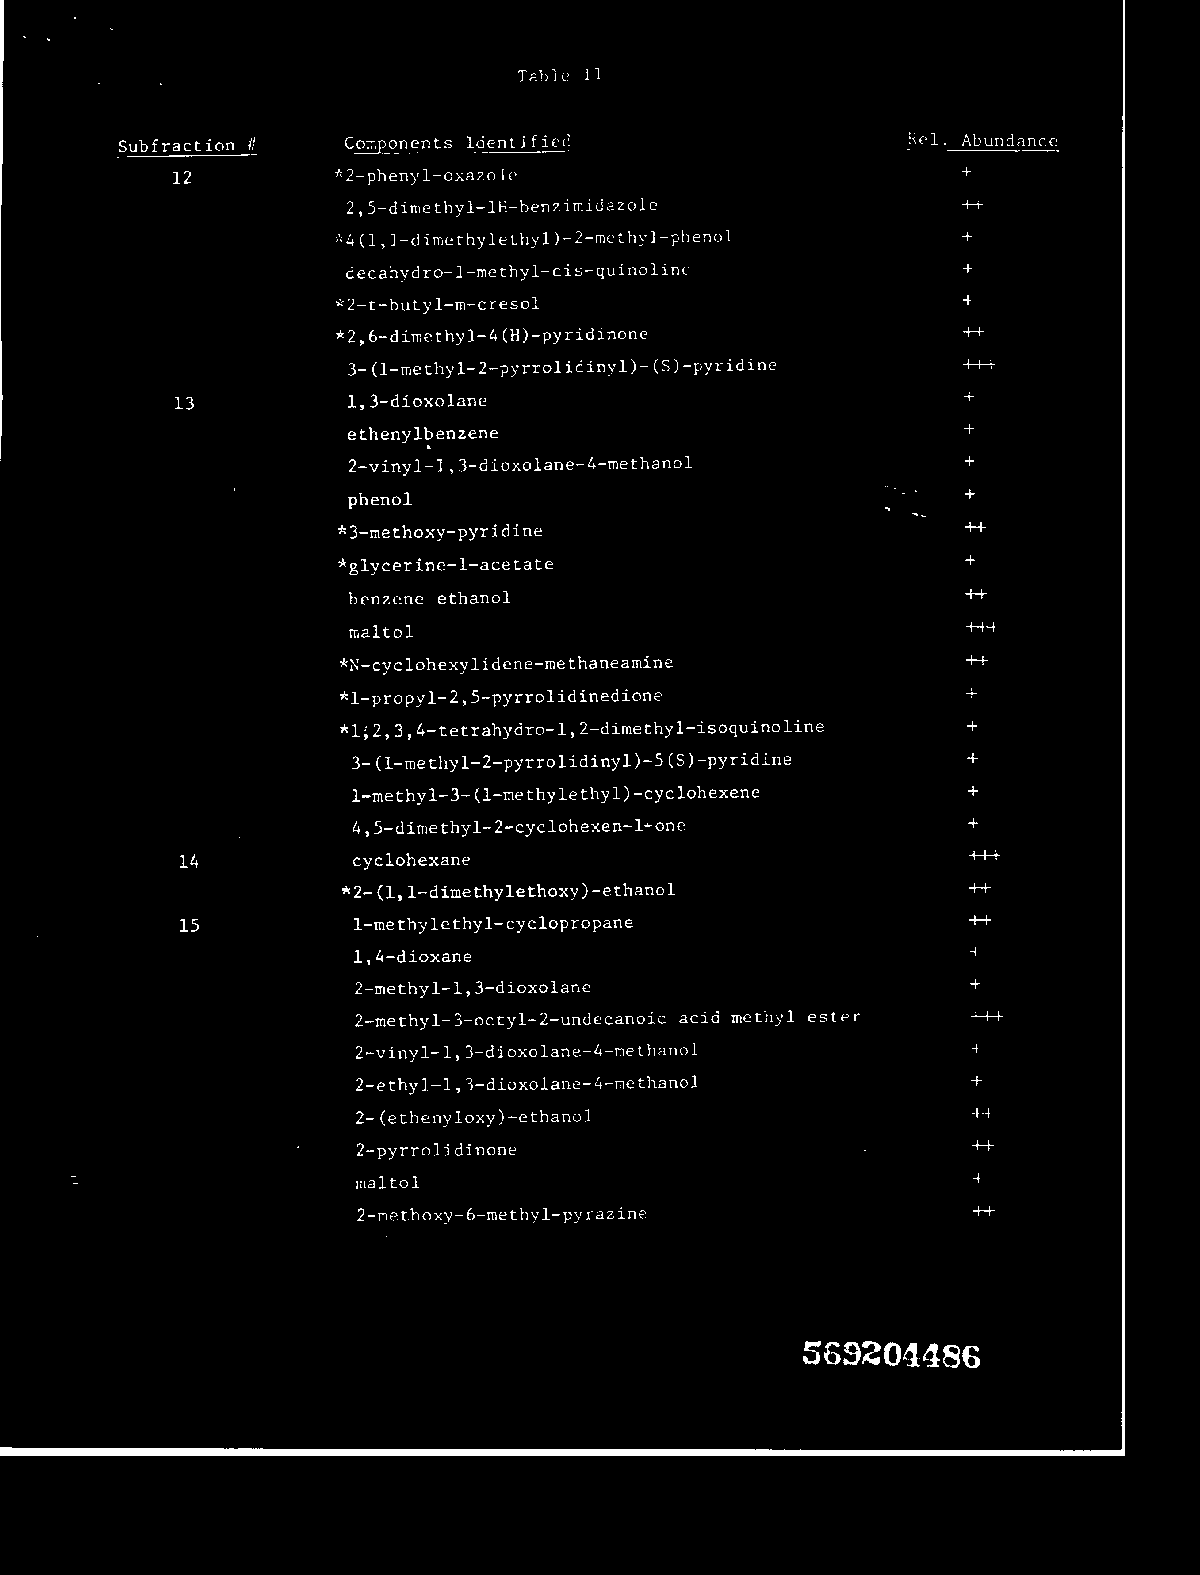 Table 11
Subfraction # Components Identified Rel. Abundance
12 *2-phenyl-oxazole +
2,5-dimethyl-1H-benzimidazole ++
*4(1,1-dimethylethyl)-2-methyl-phenol +
decahydro-1-methyl-cis-quinoline +
*2-t-butyl-m-cresol +
*2,6-dimethyl-4(H)-pyridinone ++
3-(1-methyl-2-pyrrolidinyl)-(S)-pyridine +++
13 1,3-dioxolane +
ethenylbenzene +
2-vinyl-1,3-dioxolane-4-methanol +
phenol +
*3-methoxy-pyridine ++
*glycerine-1-acetate +
benzene ethanol ++
maltol +++
*N-cyclohexylidene-methaneamine ++
*1-propyl-2,5-pyrrolidinedione +
*1;2,3,4-tetrahydro-1,2-dimethyl-isoquinoline +
3-(1-methyl-2-pyrrolidinyl)-5(S)-pyridine +
1-methyl-3-(1-methylethyl)-cyclohexene +
4,5-dimethyl-2-cyclohexen-1-one +
14 cyclohexane +++
*2-(1,1-dimethylethoxy)-ethanol ++
15 1-methylethyl-cyclopropane ++
1,4-dioxane +
2-methyl-1,3-dioxolane +
2-methyl-3-octyl-2-undecanoic acid methyl ester +++
2-vinyl-1,3-dioxolane-4-methanol +
2-ethyl-1,3-dioxolane-4-methanol +
2-(ethenyloxy)-ethanol ++
2-pyrrolidinone ++
maltol +
2-methoxy-6-methyl-pyrazine ++
569204486